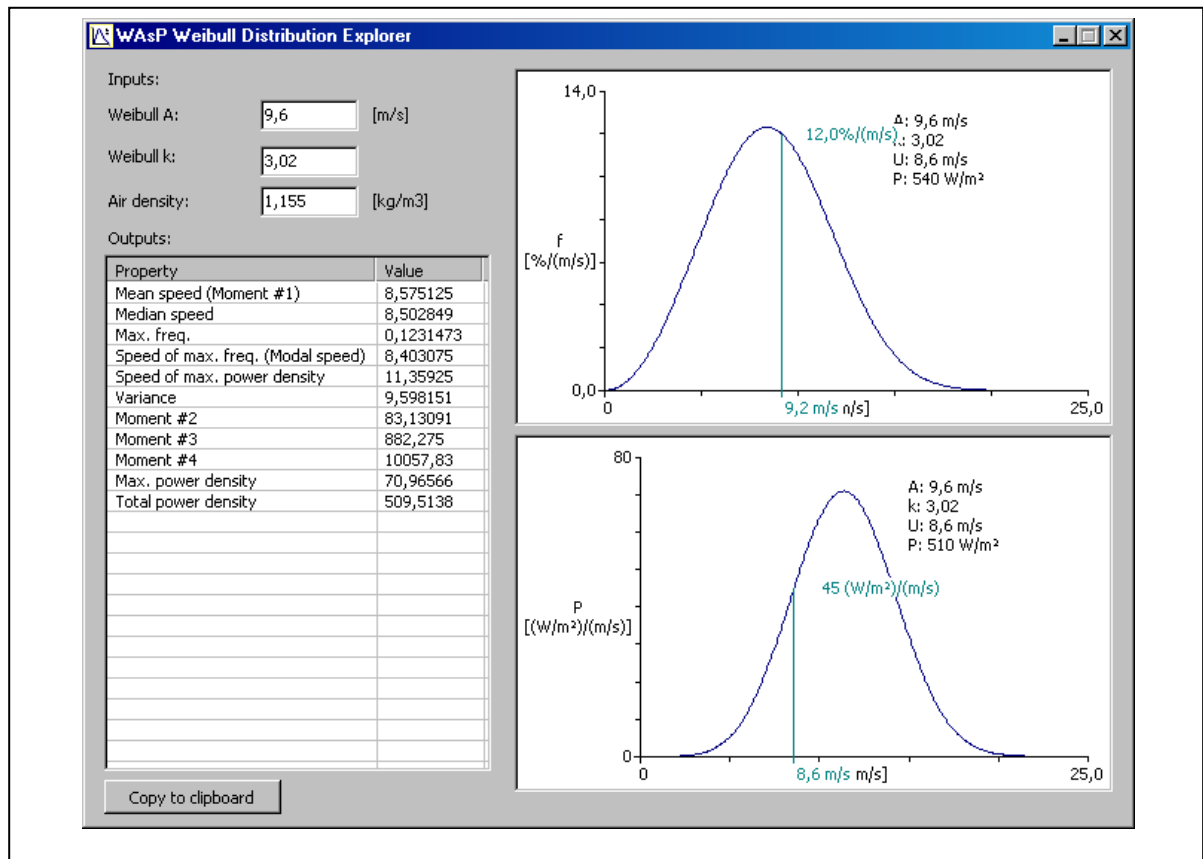 WAsP Weibull Distribution Explorer
Inputs:
Weibull A: 9,6 [m/s]
Weibull k: 3,02
Air density: 1,155 [kg/m3]
Outputs:
Property Value
Mean speed (Moment #1) 8,575125
Median speed 8,502849
Max. freq. 0,1231473
Speed of max. freq. (Modal speed) 8,403075
Speed of max. power density 11,35925
Variance 9,598151
Moment #2 83,13091
Moment #3 882,275
Moment #4 10057,83
Max. power density 70,96566
Total power density 509,5138
Copy to clipboard
14,0
12,0%/(m/s)
A: 9,6 m/s
: 3,02
U: 8,6 m/s
P: 540 W/m²
f
[%/(m/s)]
0,0
0 9,2 m/s n/s] 25,0
80
A: 9,6 m/s
k: 3,02
U: 8,6 m/s
P: 510 W/m²
45 (W/m²)/(m/s)
P
[(W/m²)/(m/s)]
0
0 8,6 m/s m/s] 25,0